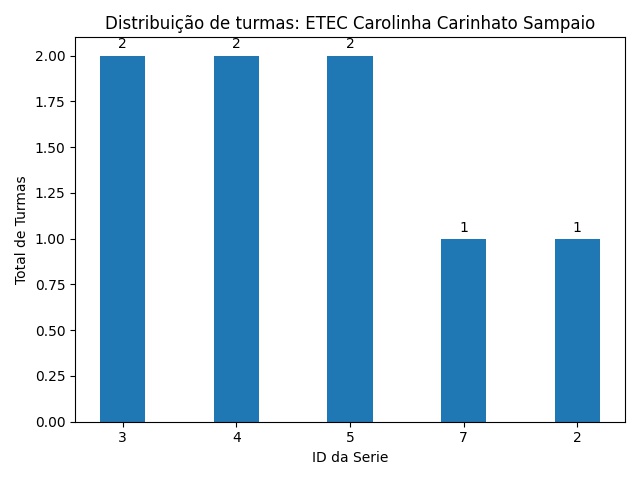 Distribuição de turmas: ETEC Carolinha Carinhato Sampaio
2 2 2 1 1
Total de Turmas
2.00
1.75
1.50
1.25
1.00
0.75
0.50
0.25
0.00
3 4 5 7 2
ID da Serie